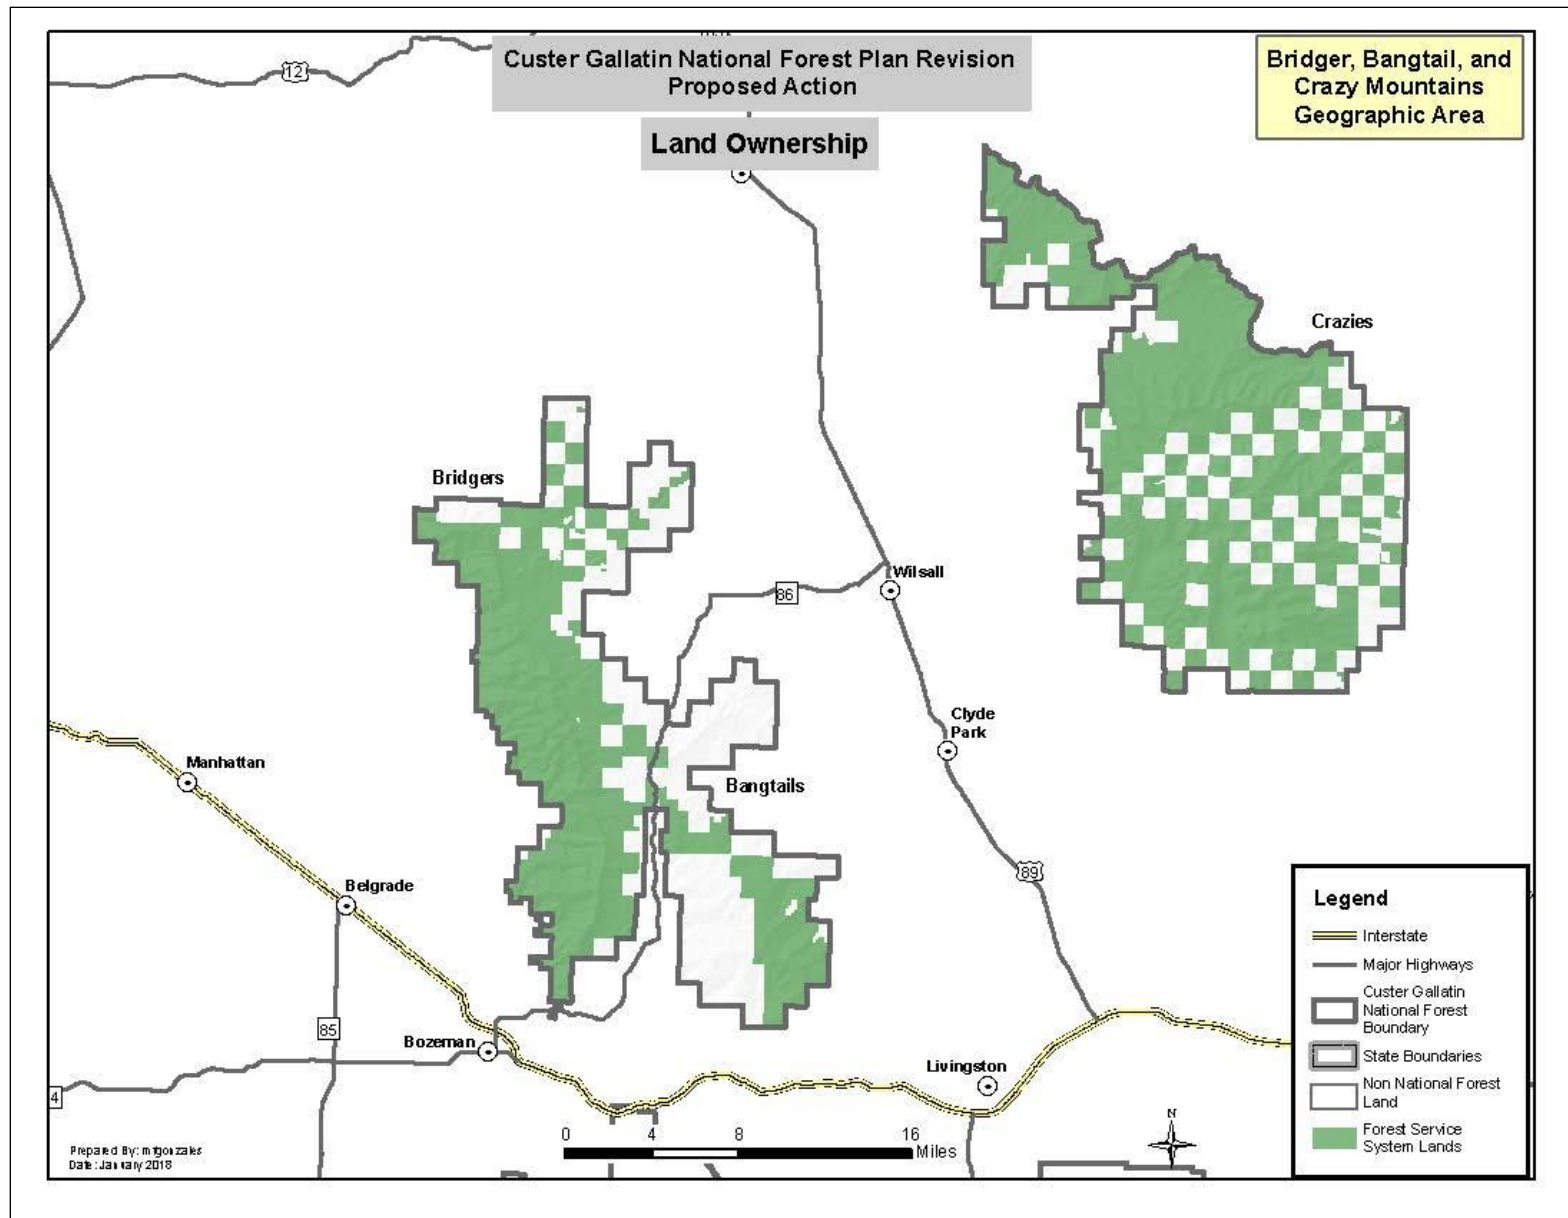 12
Custer Gallatin National Forest Plan Revision
Proposed Action
Land Ownership
Bridger, Bangtail, and
Crazy Mountains
Geographic Area
Crazies
Bridgers
86
Wilsall
Clyde
Park
Manhattan
Bangtails
Belgrade
89
85
Bozeman
Livingston
4
Legend
Interstate
Major Highways
Custer Gallatin
National Forest
Boundary
State Boundaries
Non National Forest
Land
Forest Service
System Lands
0 4 8 16
Miles
N
Prepared By: mtgonzales
Date: January 2018